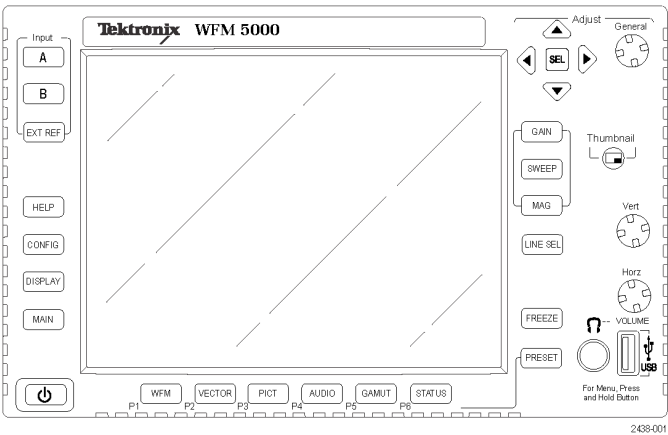 Tektronix WFM 5000
Input
A
B
EXT REF
HELP
CONFIG
DISPLAY
MAIN
Adjust
General
SEL
GAIN
SWEEP
MAG
LINE SEL
FREEZE
PRESET
Thumbnail
Vert
Horz
VOLUME
USB
For Menu, Press
and Hold Button
WFM VECTOR PICT AUDIO GAMUT STATUS
P1 P2 P3 P4 P5 P6
2438-001